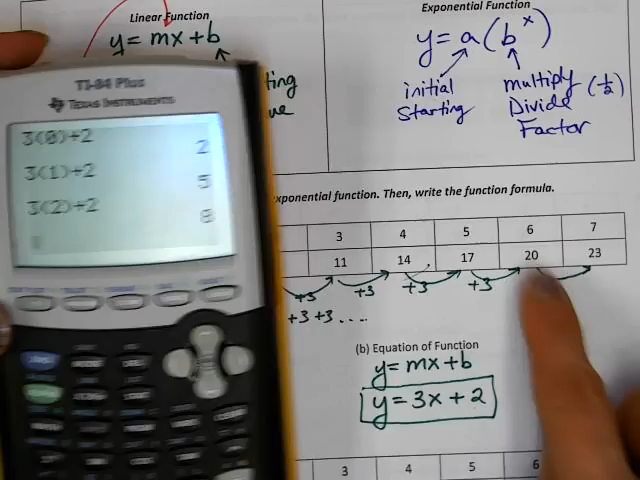 Linear Function
y = mx + b
ting
ue
Exponential Function
y = a(b^x)
initial
Starting
multiply (1/2)
Divide
Factor
TI-84 Plus
TEXAS INSTRUMENTS
3(0)+2
2
3(1)+2
5
3(2)+2
8
xponential function. Then, write the function formula.
3 4 5 6 7
11 14 17 20 23
+3 +3 +3 +3
+3 +3 ....
(b) Equation of Function
y = mx + b
y = 3x + 2
3 4 5 6